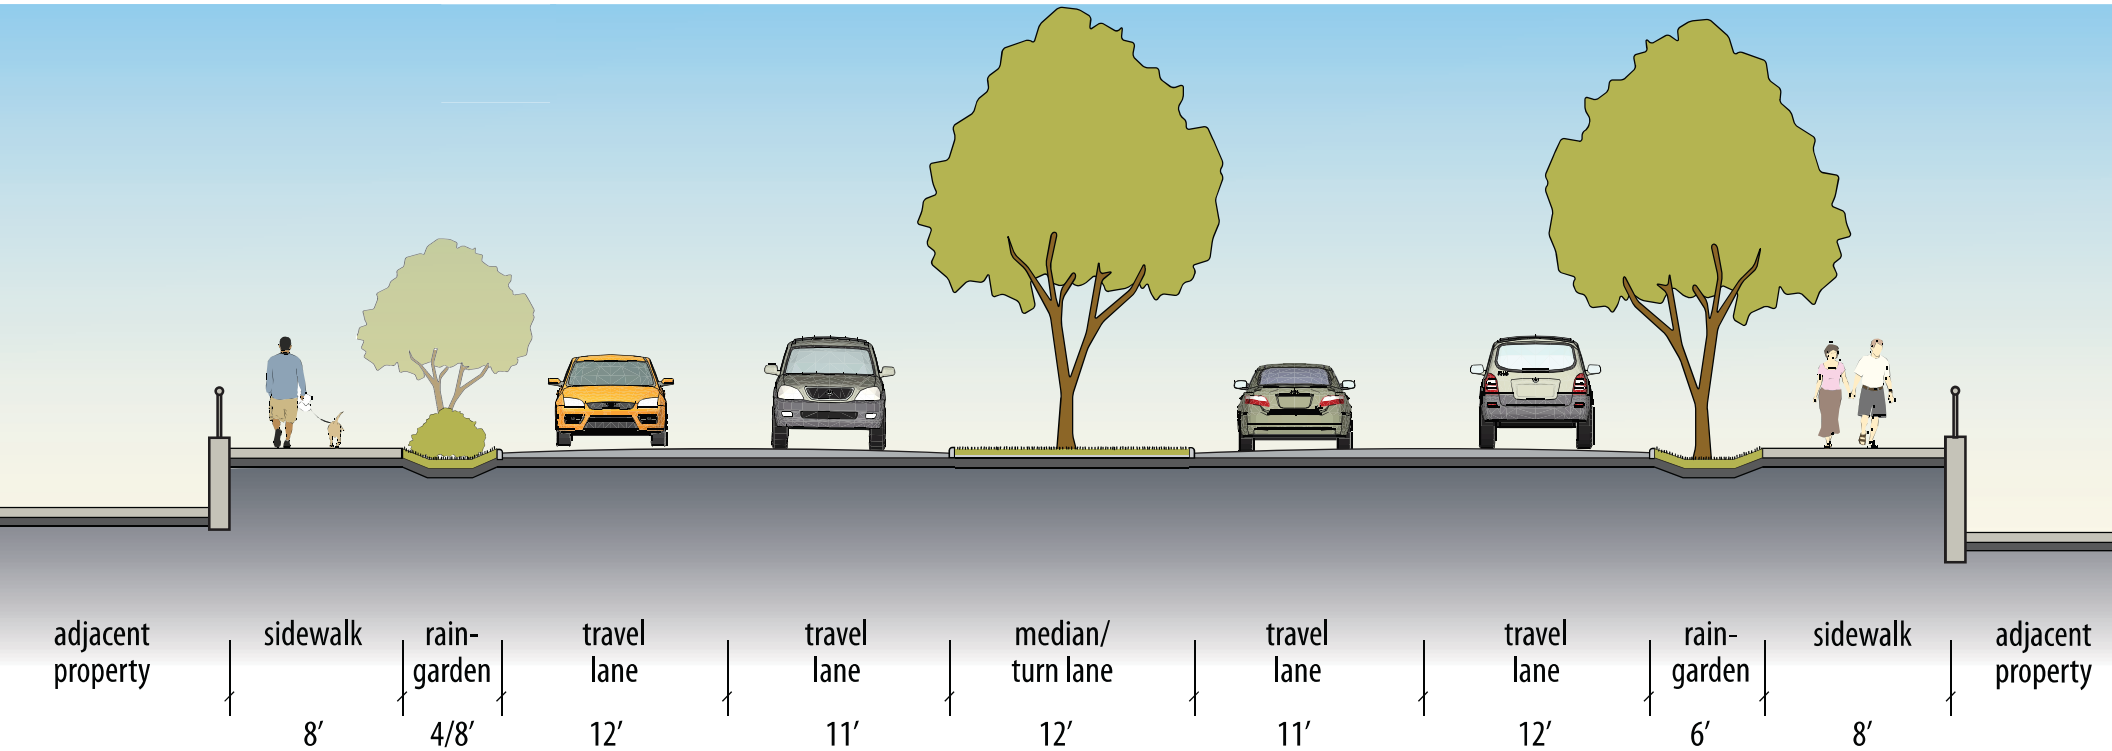 adjacent property
sidewalk
rain-
garden
travel
lane
travel
lane
median/
turn lane
travel
lane
travel
lane
rain-
garden
sidewalk
adjacent
property
8′
4/8′
12′
11′
12′
11′
12′
6′
8′